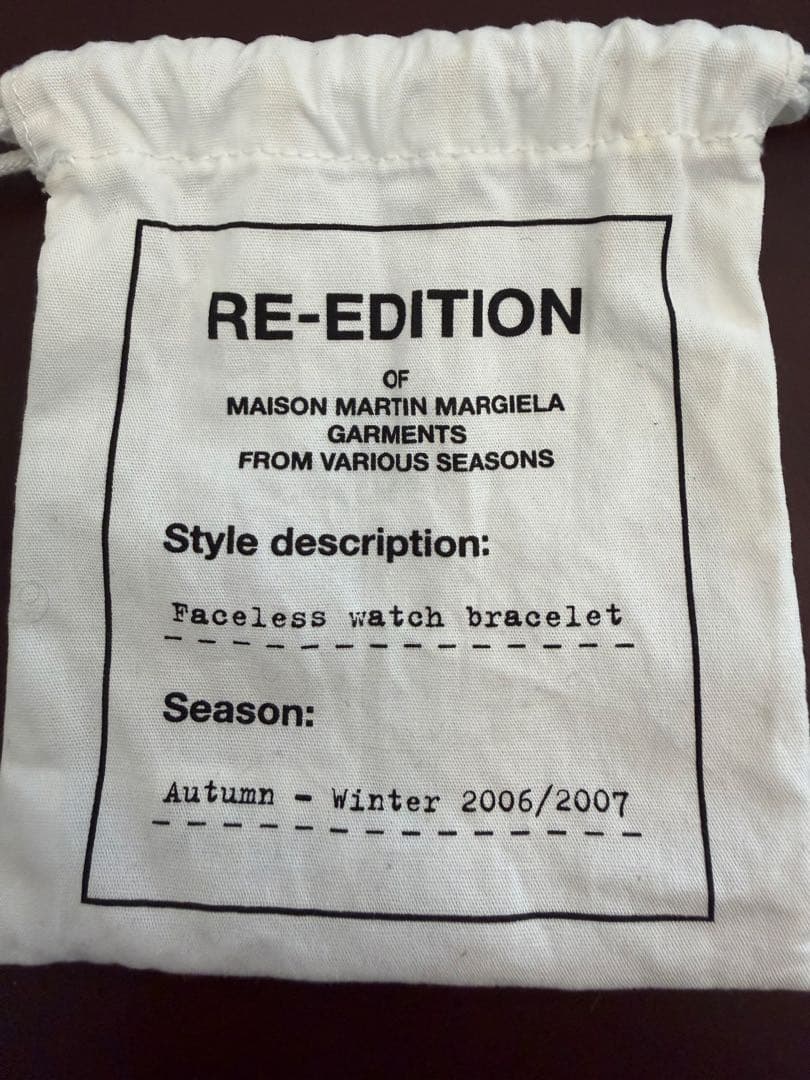 RE-EDITION
OF
MAISON MARTIN MARGIELA
GARMENTS
FROM VARIOUS SEASONS
Style description:
Faceless watch bracelet
Season:
Autumn - Winter 2006/2007